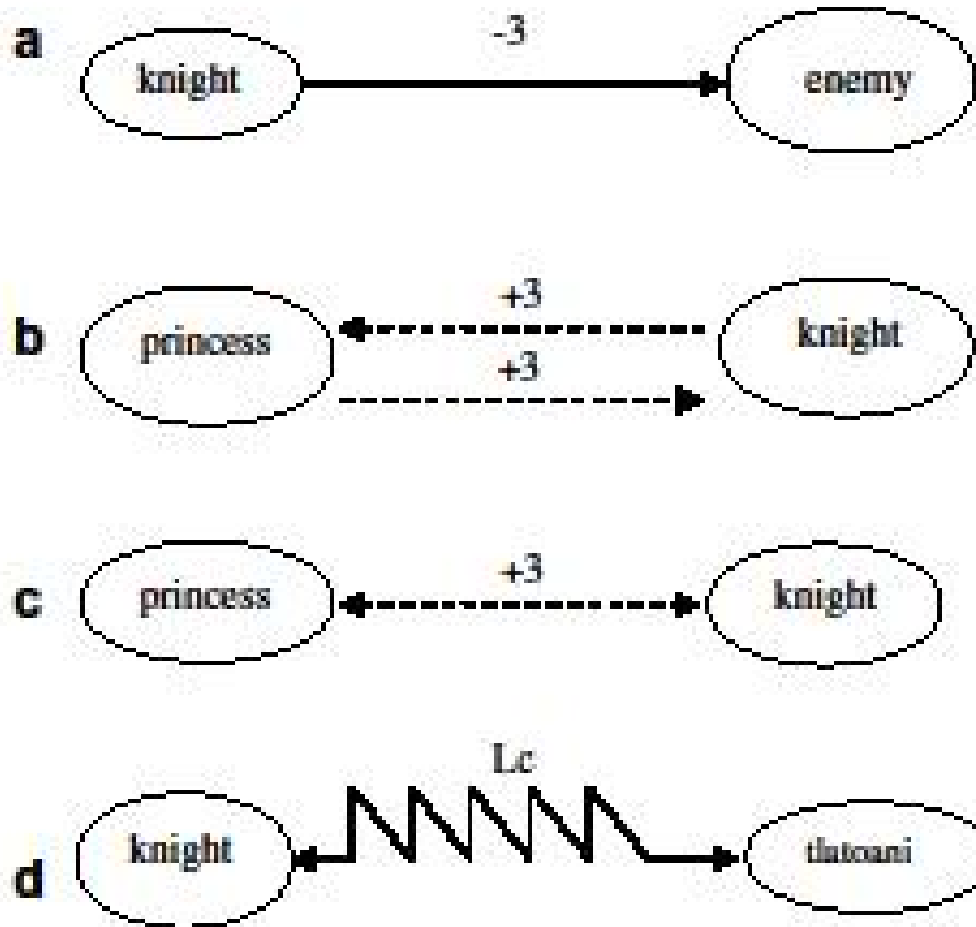 a
-3
knight
enemy
b
+3
princess
knight
+3
c
+3
princess
knight
d
Lc
knight
tlatoani